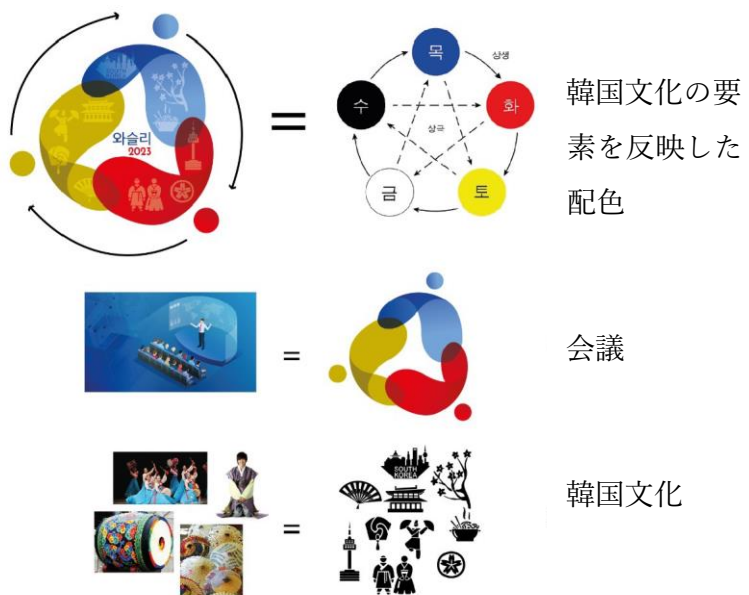 와슬리
2023
=
목
상생
수
화
상극
금
토
韓国文化の要
素を反映した
配色
=
会議
SOUTH
KOREA
=
韓国文化